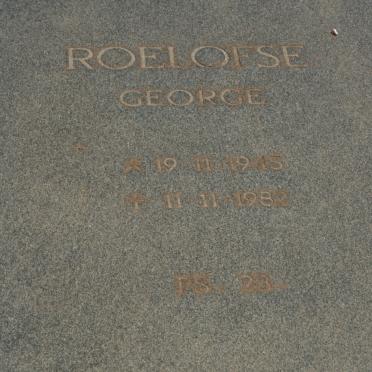 ROELOFSE
GEORGE
* 19-11-1945
+ 11-11-1982
PS. 23.